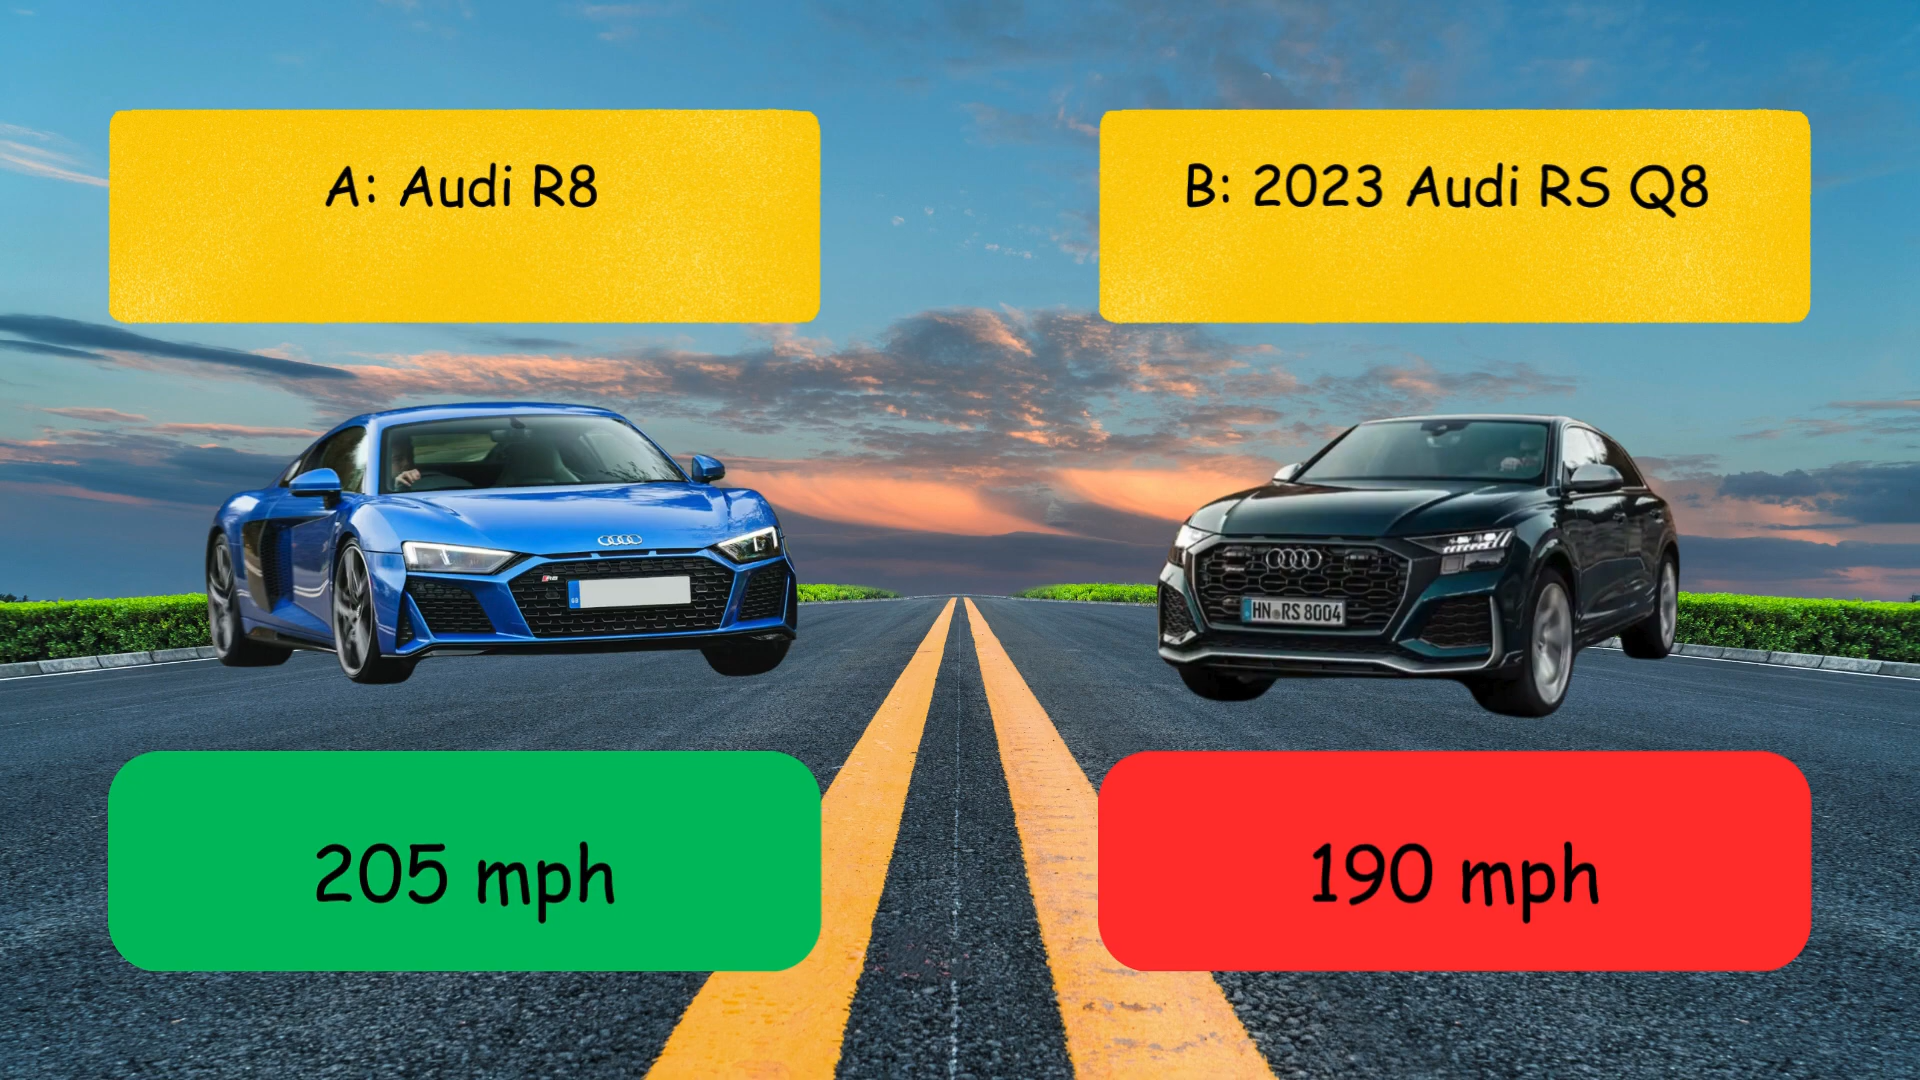 A: Audi R8
B: 2023 Audi RS Q8
HN RS 8004
205 mph
190 mph